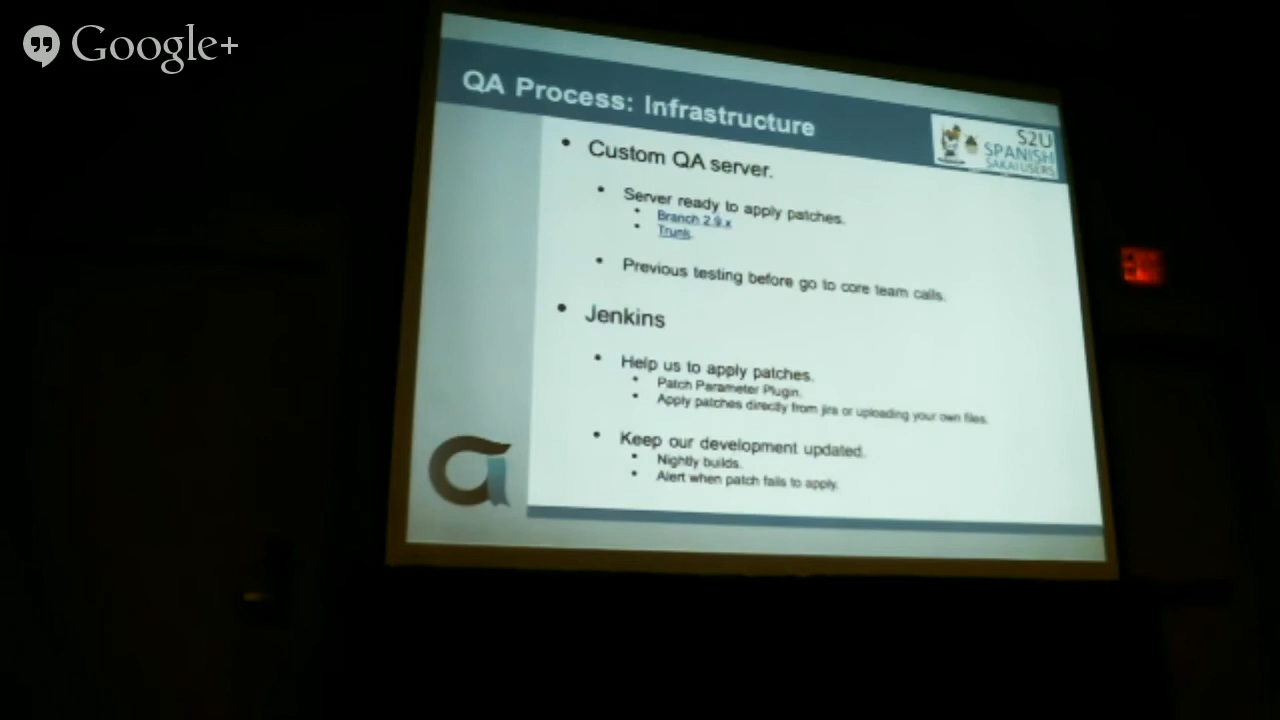 Google+
QA Process: Infrastructure
S2U
SPANISH
SAKAI USERS
Custom QA server.
Server ready to apply patches.
Branch 2.9.x
Trunk.
Previous testing before go to core team calls.
Jenkins
Help us to apply patches.
Patch Parameter Plugin.
Apply patches directly from jira or uploading your own files.
Keep our development updated.
Nightly builds.
Alert when patch fails to apply.